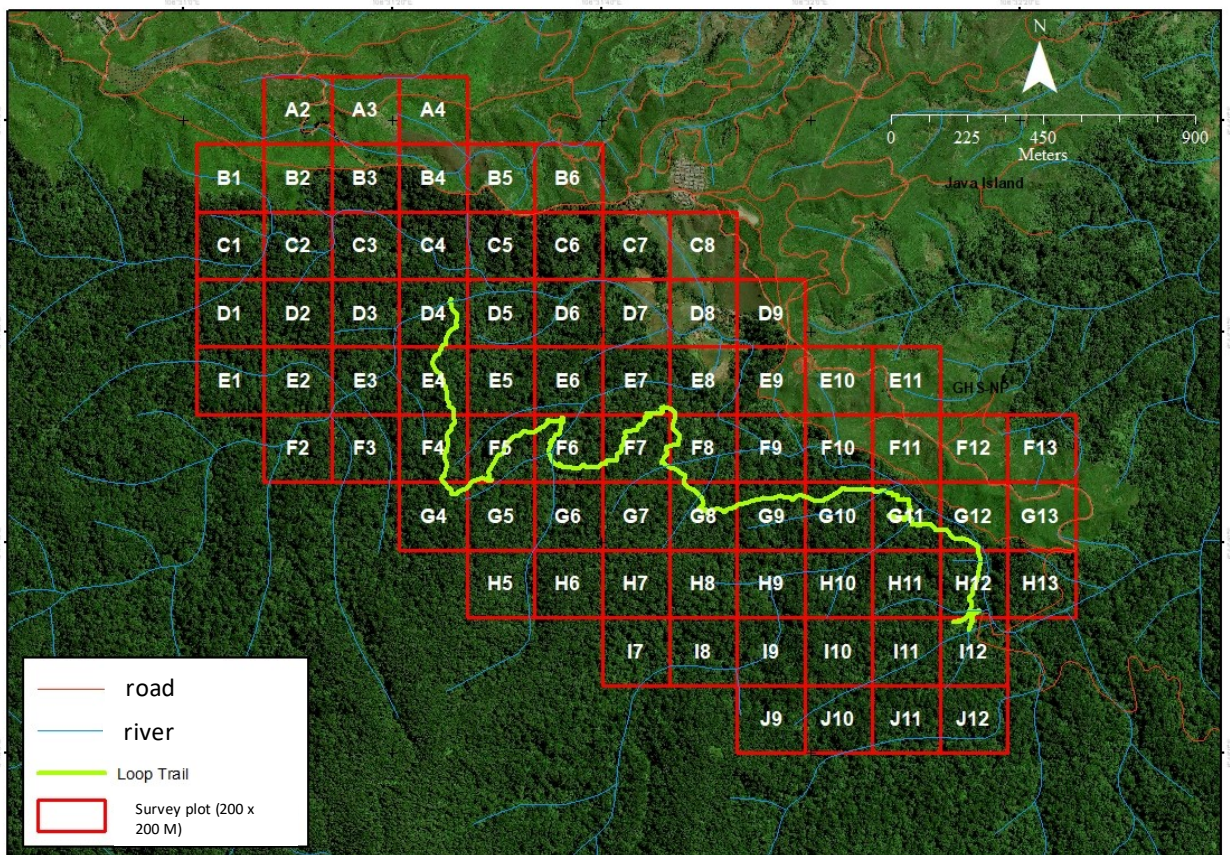 N
0 225 450 900
Meters
Java Island
A2 A3 A4
B1 B2 B3 B4 B5 B6
C1 C2 C3 C4 C5 C6 C7 C8
D1 D2 D3 D4 D5 D6 D7 D8 D9
E1 E2 E3 E4 E5 E6 E7 E8 E9 E10 E11
GHS-NP
F2 F3 F4 F5 F6 F7 F8 F9 F10 F11 F12 F13
G4 G5 G6 G7 G8 G9 G10 G11 G12 G13
H5 H6 H7 H8 H9 H10 H11 H12 H13
I7 I8 I9 I10 I11 I12
J9 J10 J11 J12
road
river
Loop Trail
Survey plot (200 x
200 M)